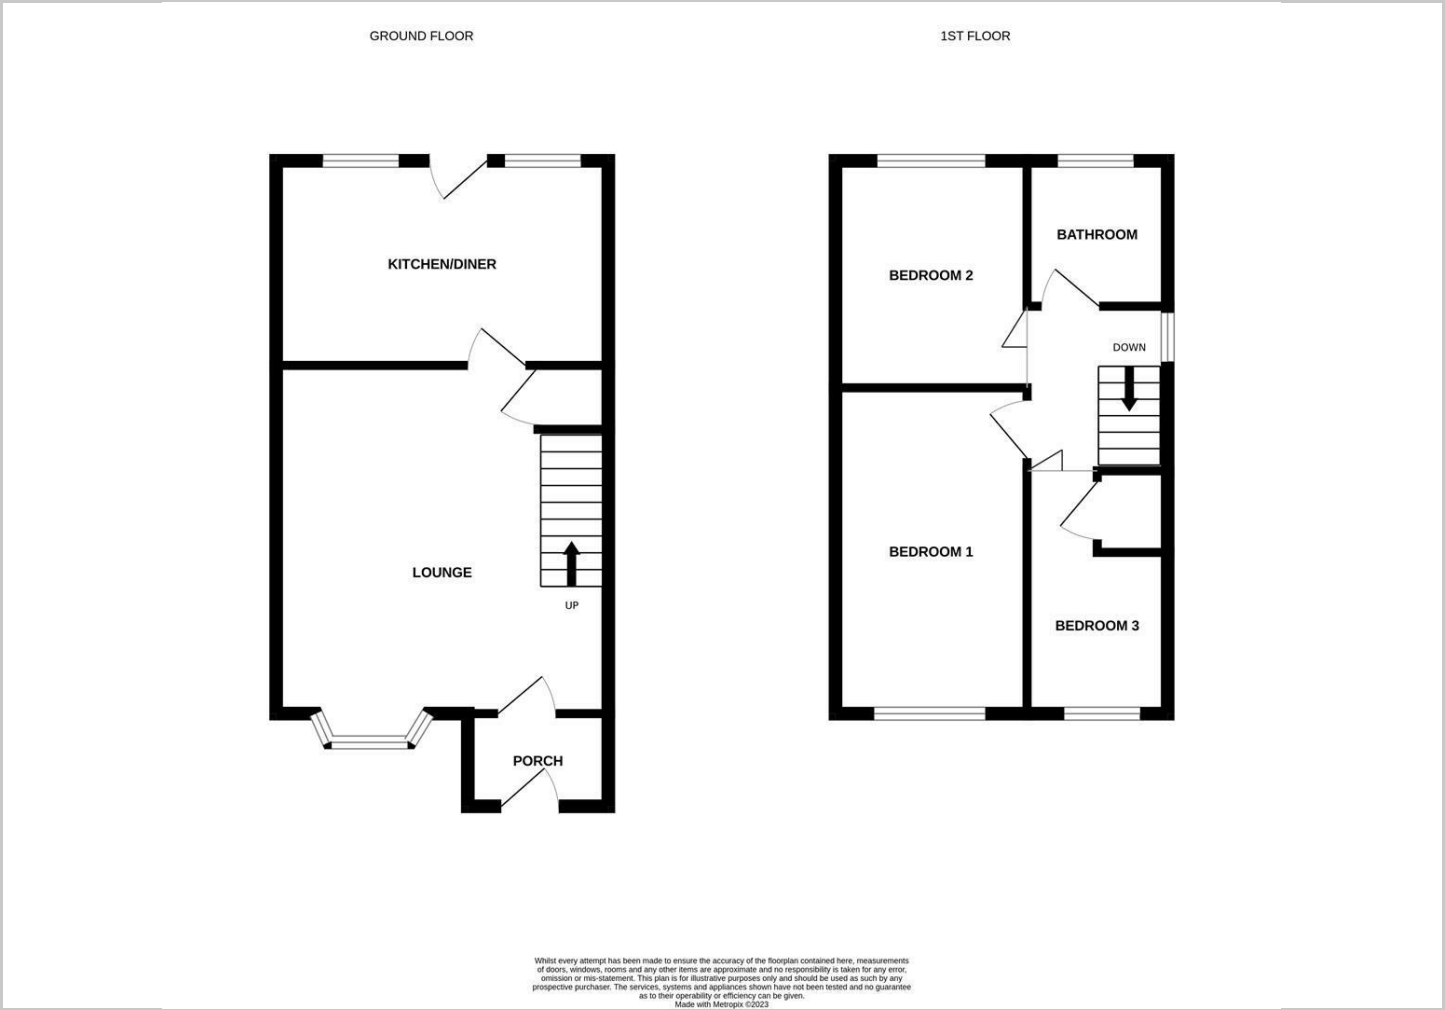 GROUND FLOOR
1ST FLOOR
KITCHEN/DINER
LOUNGE
UP
PORCH
BATHROOM
BEDROOM 2
DOWN
BEDROOM 1
BEDROOM 3
Whilst every attempt has been made to ensure the accuracy of the floorplan contained here, measurements
of doors, windows, rooms and any other items are approximate and no responsibility is taken for any error,
omission or mis-statement. This plan is for illustrative purposes only and should be used as such by any
prospective purchaser. The services, systems and appliances shown have not been tested and no guarantee
as to their operability or efficiency can be given.
Made with Metropix ©2023